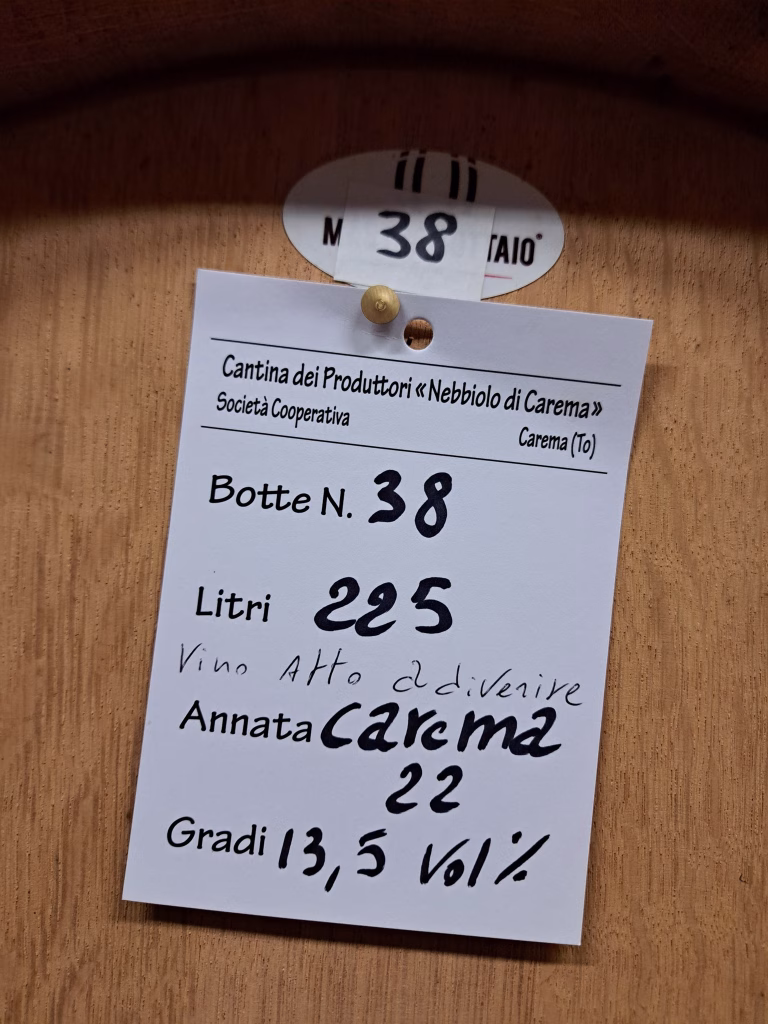 38
TAIO®
Cantina dei Produttori «Nebbiolo di Carema»
Società Cooperativa
Carema (To)
Botte N. 38
Litri 225
Vino Atto a divenire
Annata Carema
22
Gradi 13,5 Vol %